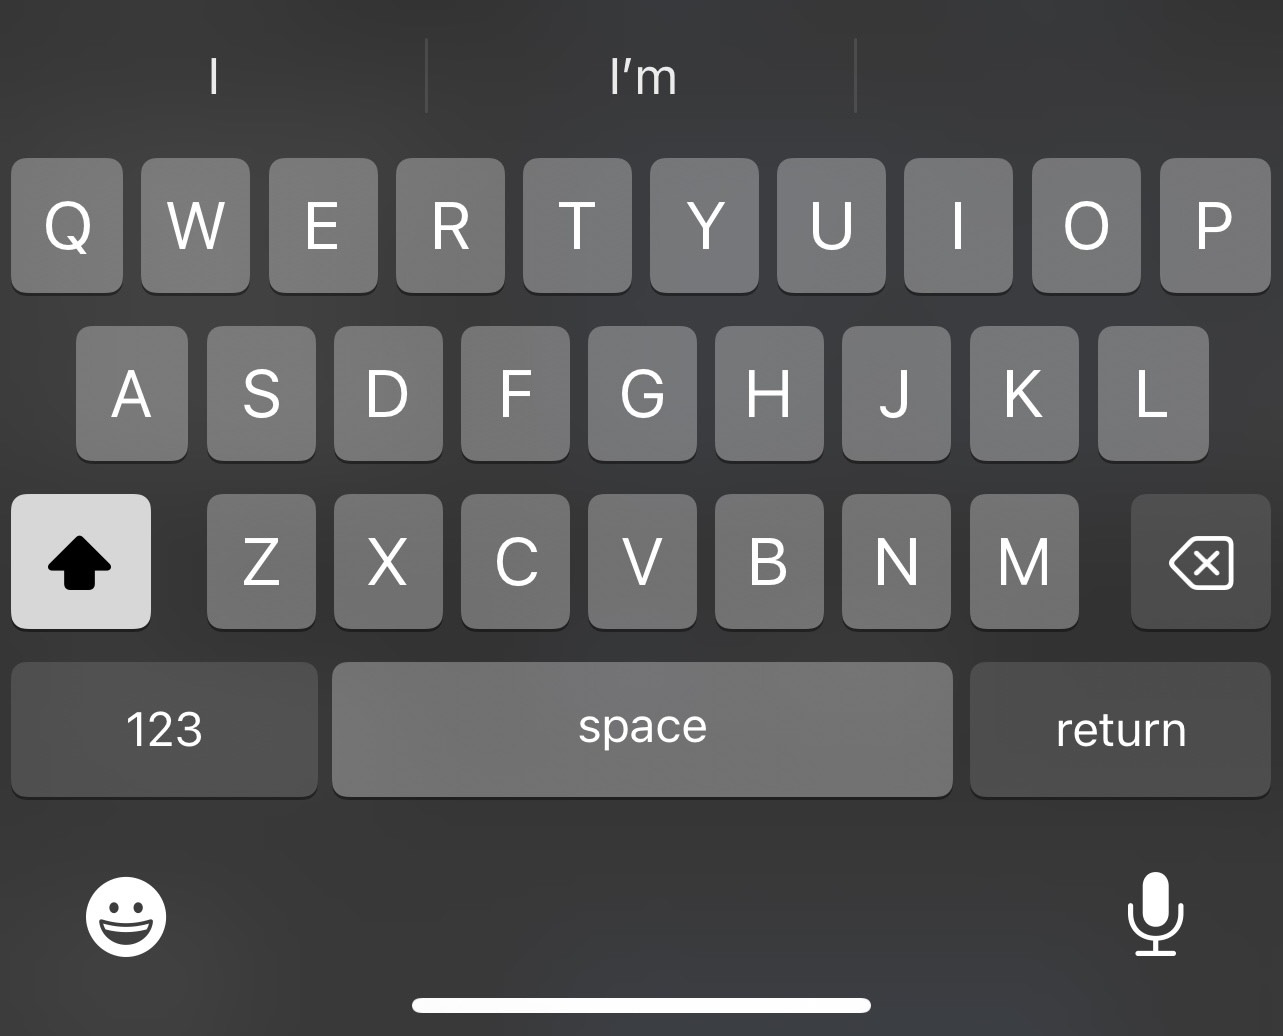 I I’m
Q W E R T Y U I O P
A S D F G H J K L
Z X C V B N M
123 space return